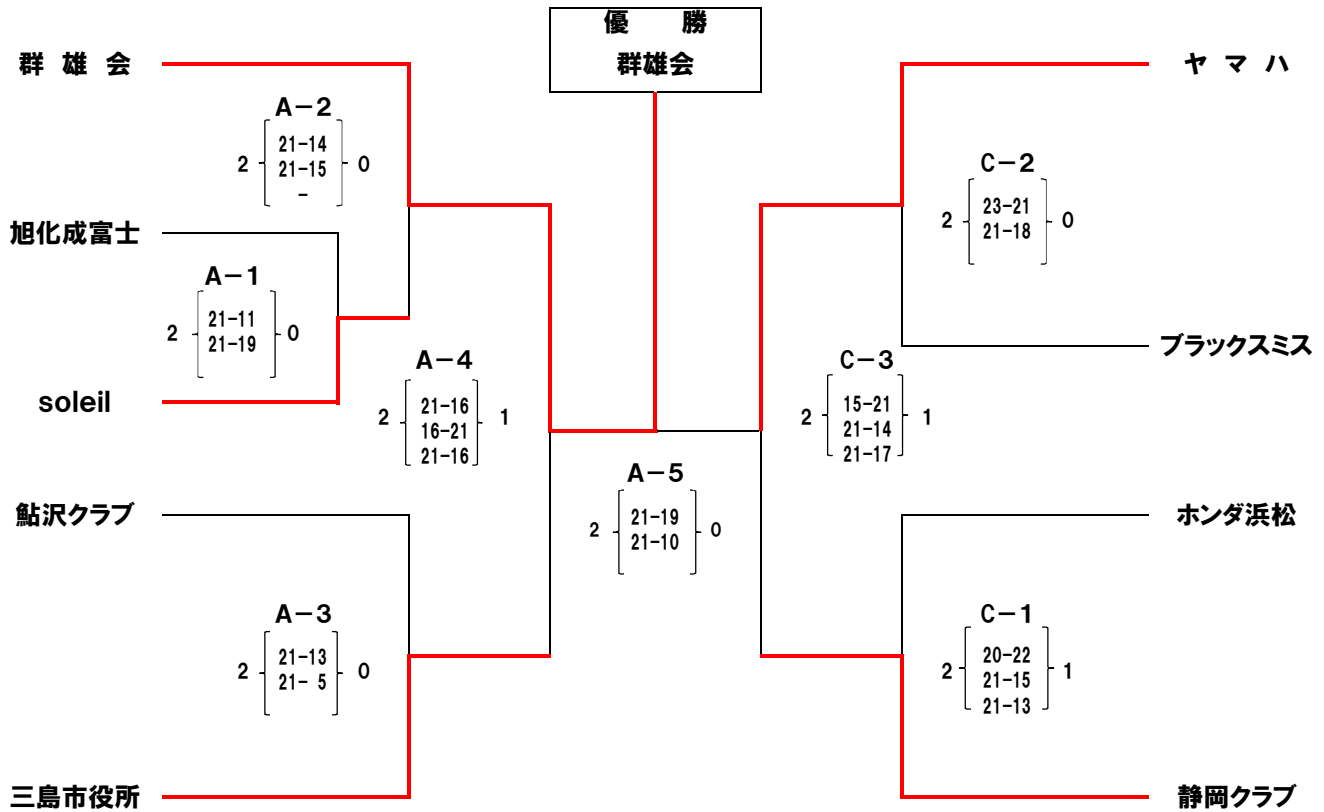 優 勝
群雄会
群 雄 会
A-2
2 21-14 0
21-15
-
旭化成富士
A-1
2 21-11 0
21-19
soleil
A-4
2 21-16 1
16-21
21-16
鮎沢クラブ
A-3
2 21-13 0
21- 5
三島市役所
A-5
2 21-19 0
21-10
ヤ マ ハ
C-2
2 23-21 0
21-18
ブラックスミス
C-3
2 15-21 1
21-14
21-17
ホンダ浜松
C-1
2 20-22 1
21-15
21-13
静岡クラブ